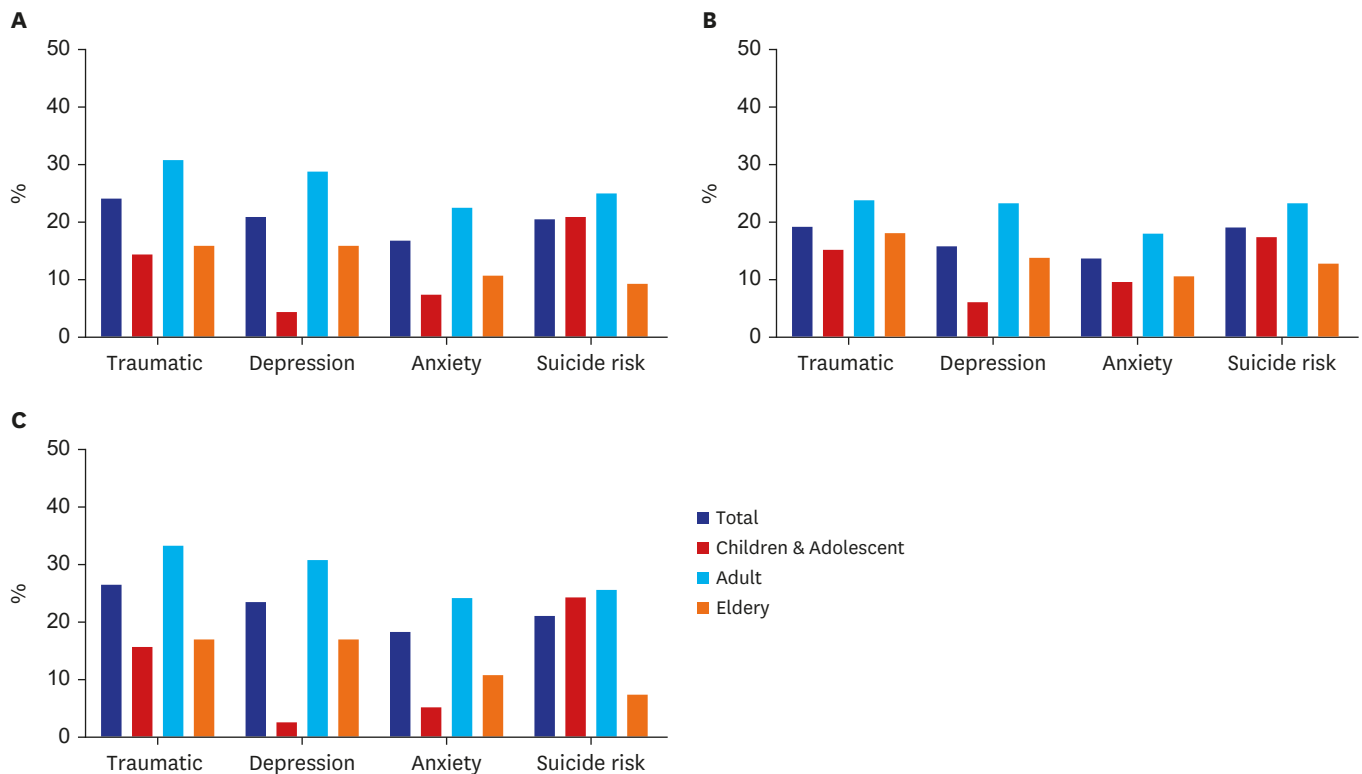 A
50
40
30
20
10
0
%
Traumatic Depression Anxiety Suicide risk
B
50
40
30
20
10
0
%
Traumatic Depression Anxiety Suicide risk
C
50
40
30
20
10
0
%
Traumatic Depression Anxiety Suicide risk
Total
Children & Adolescent
Adult
Eldery